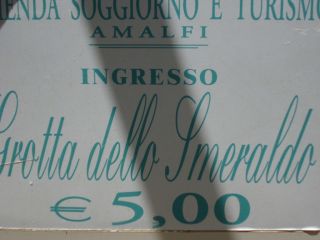 SOGGIORNO E TURISMO
AMALFI
INGRESSO
Grotta dello Smeraldo
€ 5,00